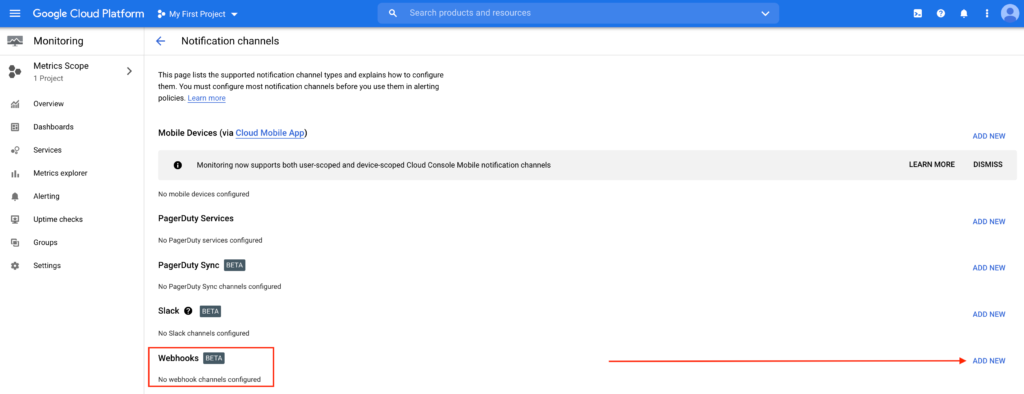 Google Cloud Platform
My First Project
Search products and resources
Monitoring
Notification channels
Metrics Scope
1 Project
Overview
Dashboards
Services
Metrics explorer
Alerting
Uptime checks
Groups
Settings
This page lists the supported notification channel types and explains how to configure
them. You must configure most notification channels before you use them in alerting
policies. Learn more
Mobile Devices (via Cloud Mobile App)
ADD NEW
Monitoring now supports both user-scoped and device-scoped Cloud Console Mobile notification channels
LEARN MORE
DISMISS
No mobile devices configured
PagerDuty Services
ADD NEW
No PagerDuty services configured
PagerDuty Sync BETA
ADD NEW
No PagerDuty Sync channels configured
Slack ? BETA
ADD NEW
No Slack channels configured
Webhooks BETA
ADD NEW
No webhook channels configured